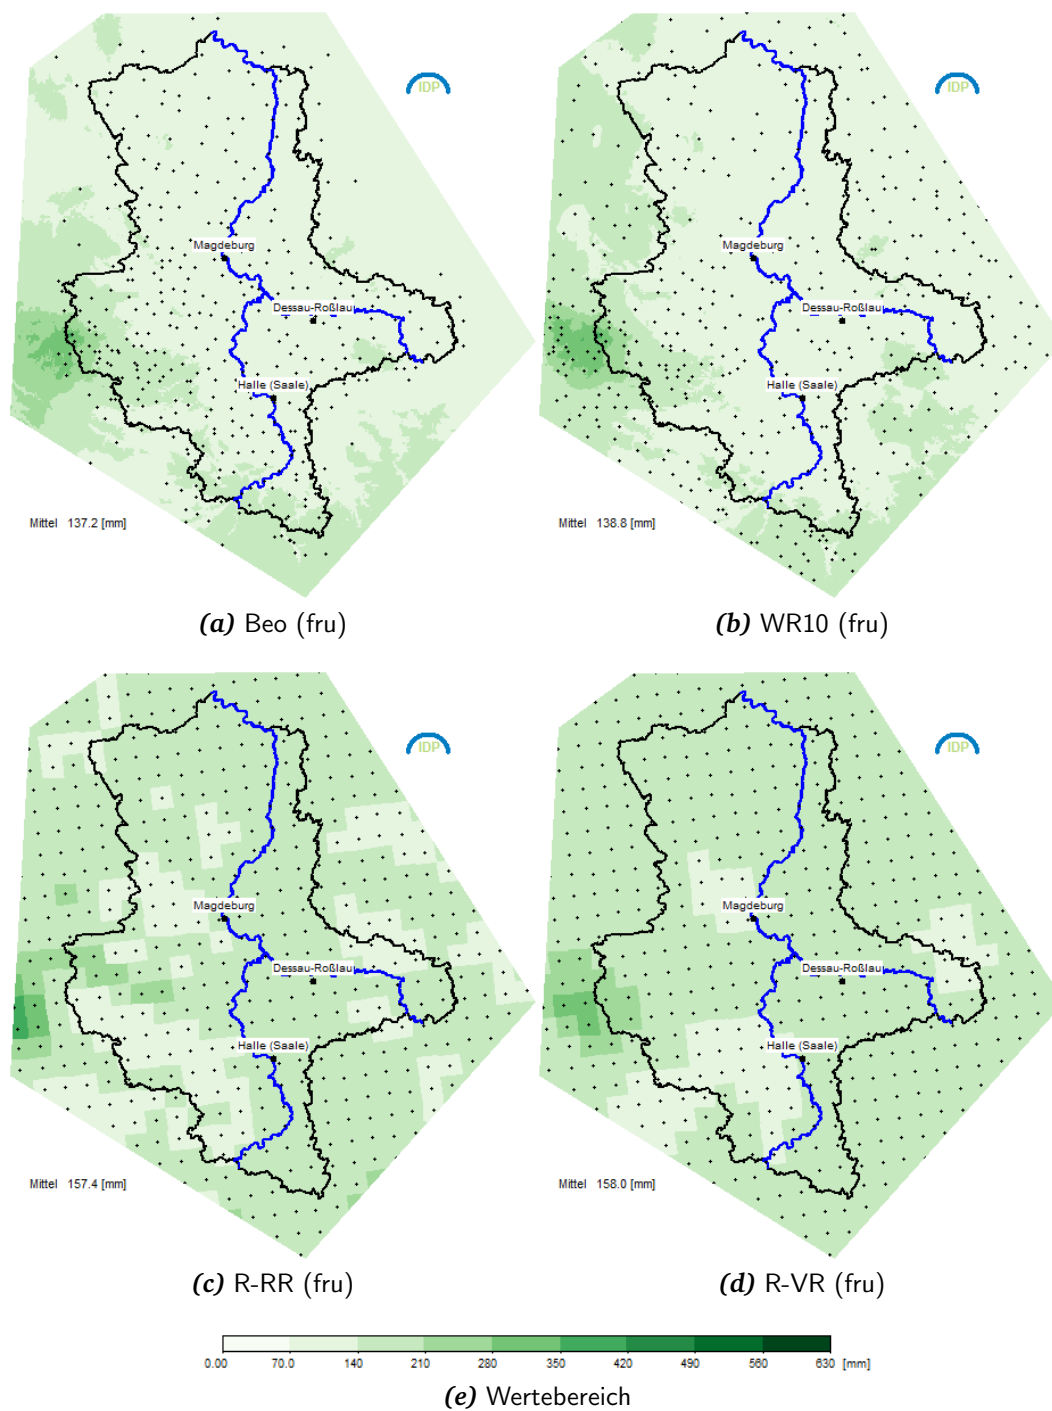 IDP
IDP
Magdeburg
Magdeburg
Dessau-Roßlau
Dessau-Roßlau
Halle (Saale)
Halle (Saale)
Mittel 137.2 [mm]
Mittel 138.8 [mm]
(a) Beo (fru)
(b) WR10 (fru)
IDP
IDP
Magdeburg
Magdeburg
Dessau-Roßlau
Dessau-Roßlau
Halle (Saale)
Halle (Saale)
Mittel 157.4 [mm]
Mittel 158.0 [mm]
(c) R-RR (fru)
(d) R-VR (fru)
0.00 70.0 140 210 280 350 420 490 560 630 [mm]
(e) Wertebereich